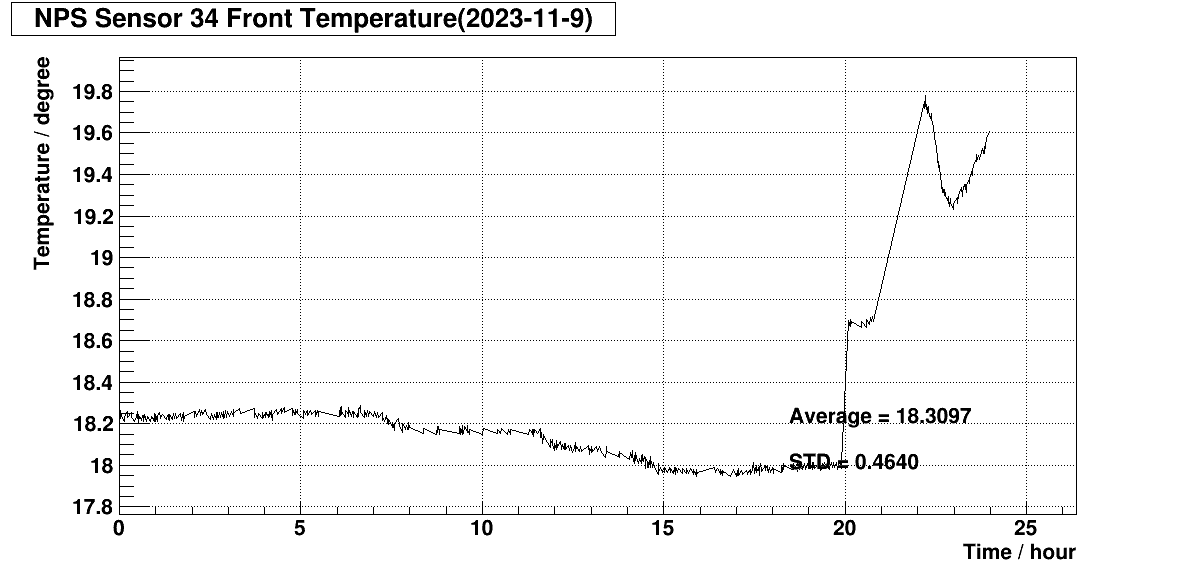 NPS Sensor 34 Front Temperature(2023-11-9)
Temperature / degree
19.8
19.6
19.4
19.2
19
18.8
18.6
18.4
18.2
18
17.8
Average = 18.3097
STD = 0.4640
0 5 10 15 20 25
Time / hour